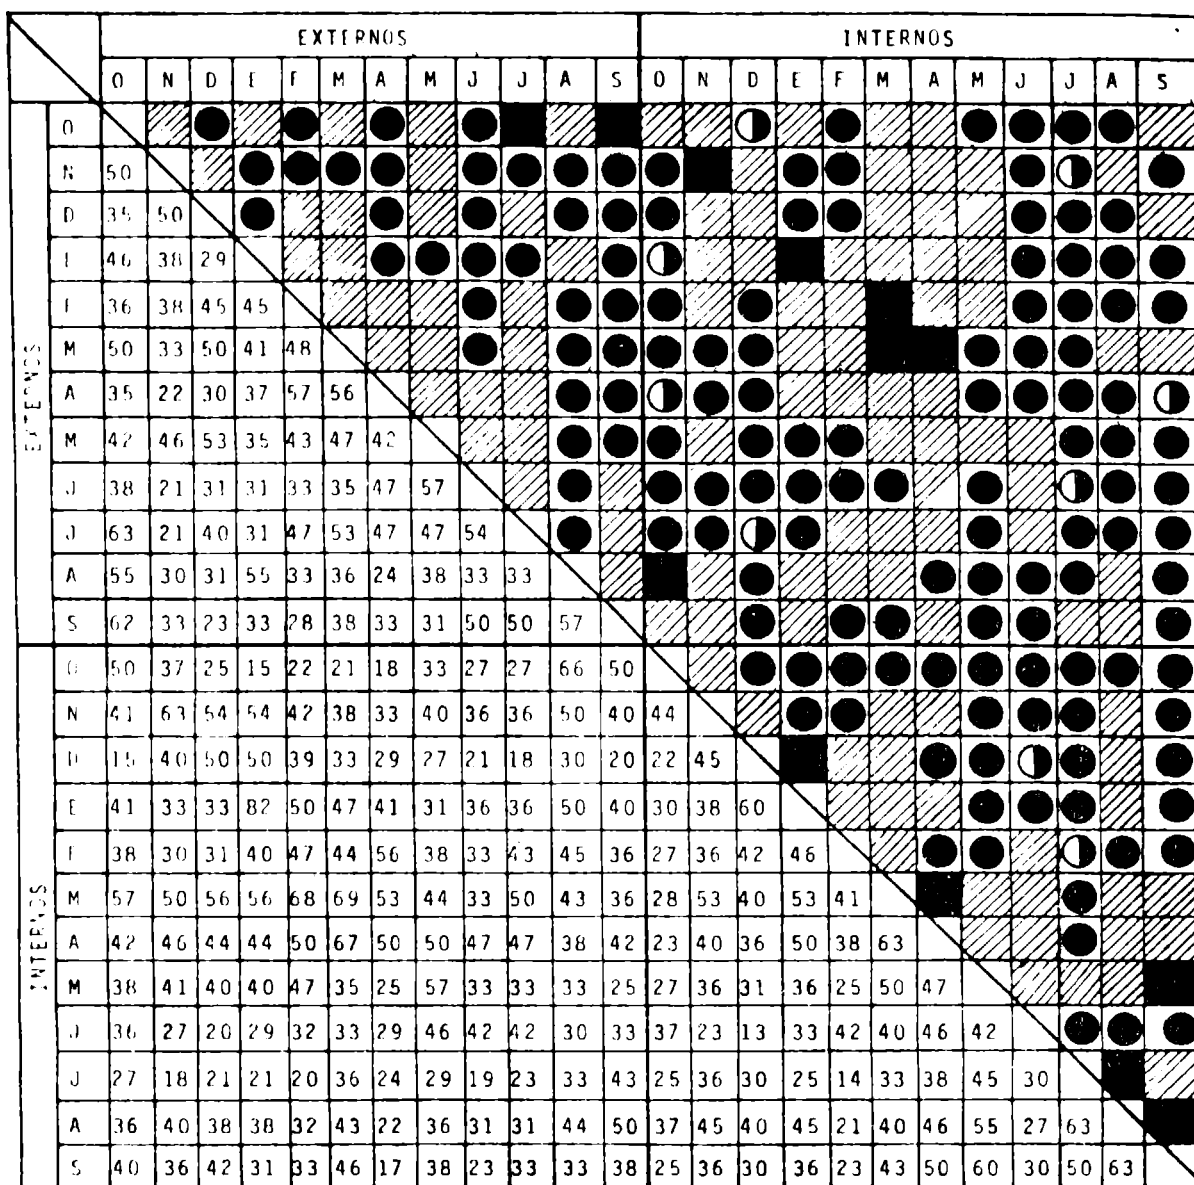 EXTERNOS INTERNOS
O N D E F M A M J J A S O N D E F M A M J J A S
EXTERNOS
O
N 50
D 35 50
E 46 38 29
F 36 38 45 45
M 50 33 50 41 48
A 35 22 30 37 57 56
M 42 46 53 35 43 47 42
J 38 21 31 31 33 35 47 57
J 63 21 40 31 47 53 47 47 54
A 55 30 31 55 33 36 24 38 33 33
S 62 33 23 33 28 38 33 31 50 50 57
INTERNOS
O 50 37 25 15 22 21 18 33 27 27 66 50
N 41 63 54 54 42 38 33 40 36 36 50 40 44
D 15 40 50 50 39 33 29 27 21 18 30 20 22 45
E 41 33 33 82 50 47 41 31 36 36 50 40 30 38 60
F 38 30 31 40 47 44 56 38 33 43 45 36 27 36 42 46
M 57 50 56 56 68 69 53 44 33 50 43 36 28 53 40 53 41
A 42 46 44 44 50 67 50 50 47 47 38 42 23 40 36 50 38 63
M 38 41 40 40 47 35 25 57 33 33 33 25 27 36 31 36 25 50 47
J 36 27 20 29 32 33 29 46 42 42 30 33 37 23 13 33 42 40 46 42
J 27 18 21 21 20 36 24 29 19 23 33 43 25 36 30 25 14 33 38 45 30
A 36 40 38 38 32 43 22 36 31 31 44 50 37 45 40 45 21 40 46 55 27 63
S 40 36 42 31 33 46 17 38 23 33 33 38 25 36 30 36 23 43 50 60 30 50 63